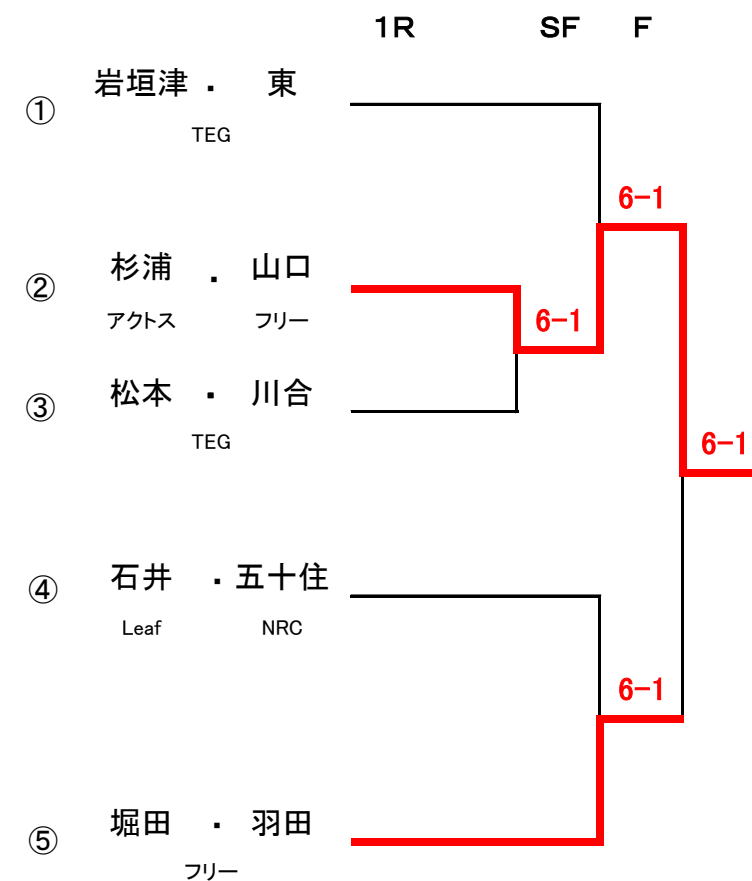 1R SF F
岩垣津 ・ 東
①
TEG
6-1
杉浦 ・ 山口
②
アクトス フリー
6-1
松本 ・ 川合
③
TEG
6-1
石井 ・ 五十住
④
Leaf NRC
6-1
堀田 ・ 羽田
⑤
フリー